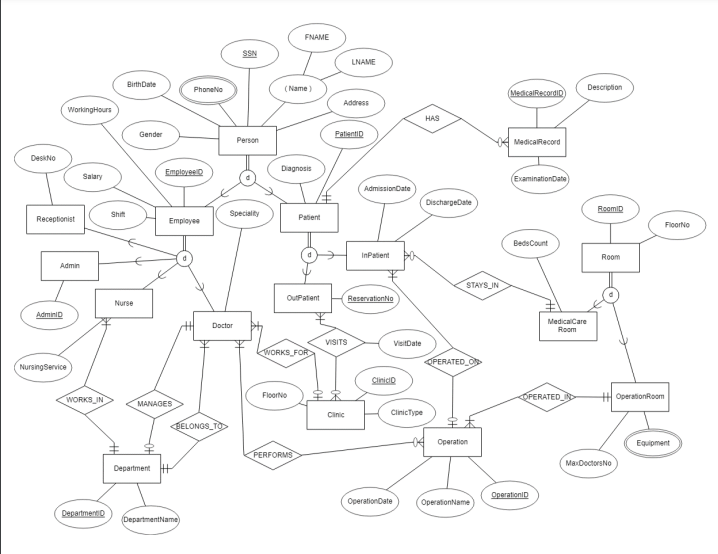 FNAME
SSN
LNAME
BirthDate
PhoneNo
( Name )
MedicalRecordID
Description
WorkingHours
Address
HAS
Gender
Person
PatientID
MedicalRecord
DeskNo
Salary
EmployeeID
d
Diagnosis
ExaminationDate
AdmissionDate
DischargeDate
RoomID
FloorNo
Receptionist
Shift
Employee
Speciality
Patient
BedsCount
Admin
d
d
InPatient
Room
STAYS_IN
d
AdminID
Nurse
OutPatient
ReservationNo
Doctor
MedicalCare
Room
WORKS_FOR
VISITS
VisitDate
NursingService
OPERATED_ON
ClinicID
FloorNo
WORKS_IN
MANAGES
OPERATED_IN
OperationRoom
Clinic
ClinicType
BELONGS_TO
Operation
Equipment
PERFORMS
Department
MaxDoctorsNo
OperationDate
OperationName
OperationID
DepartmentID
DepartmentName